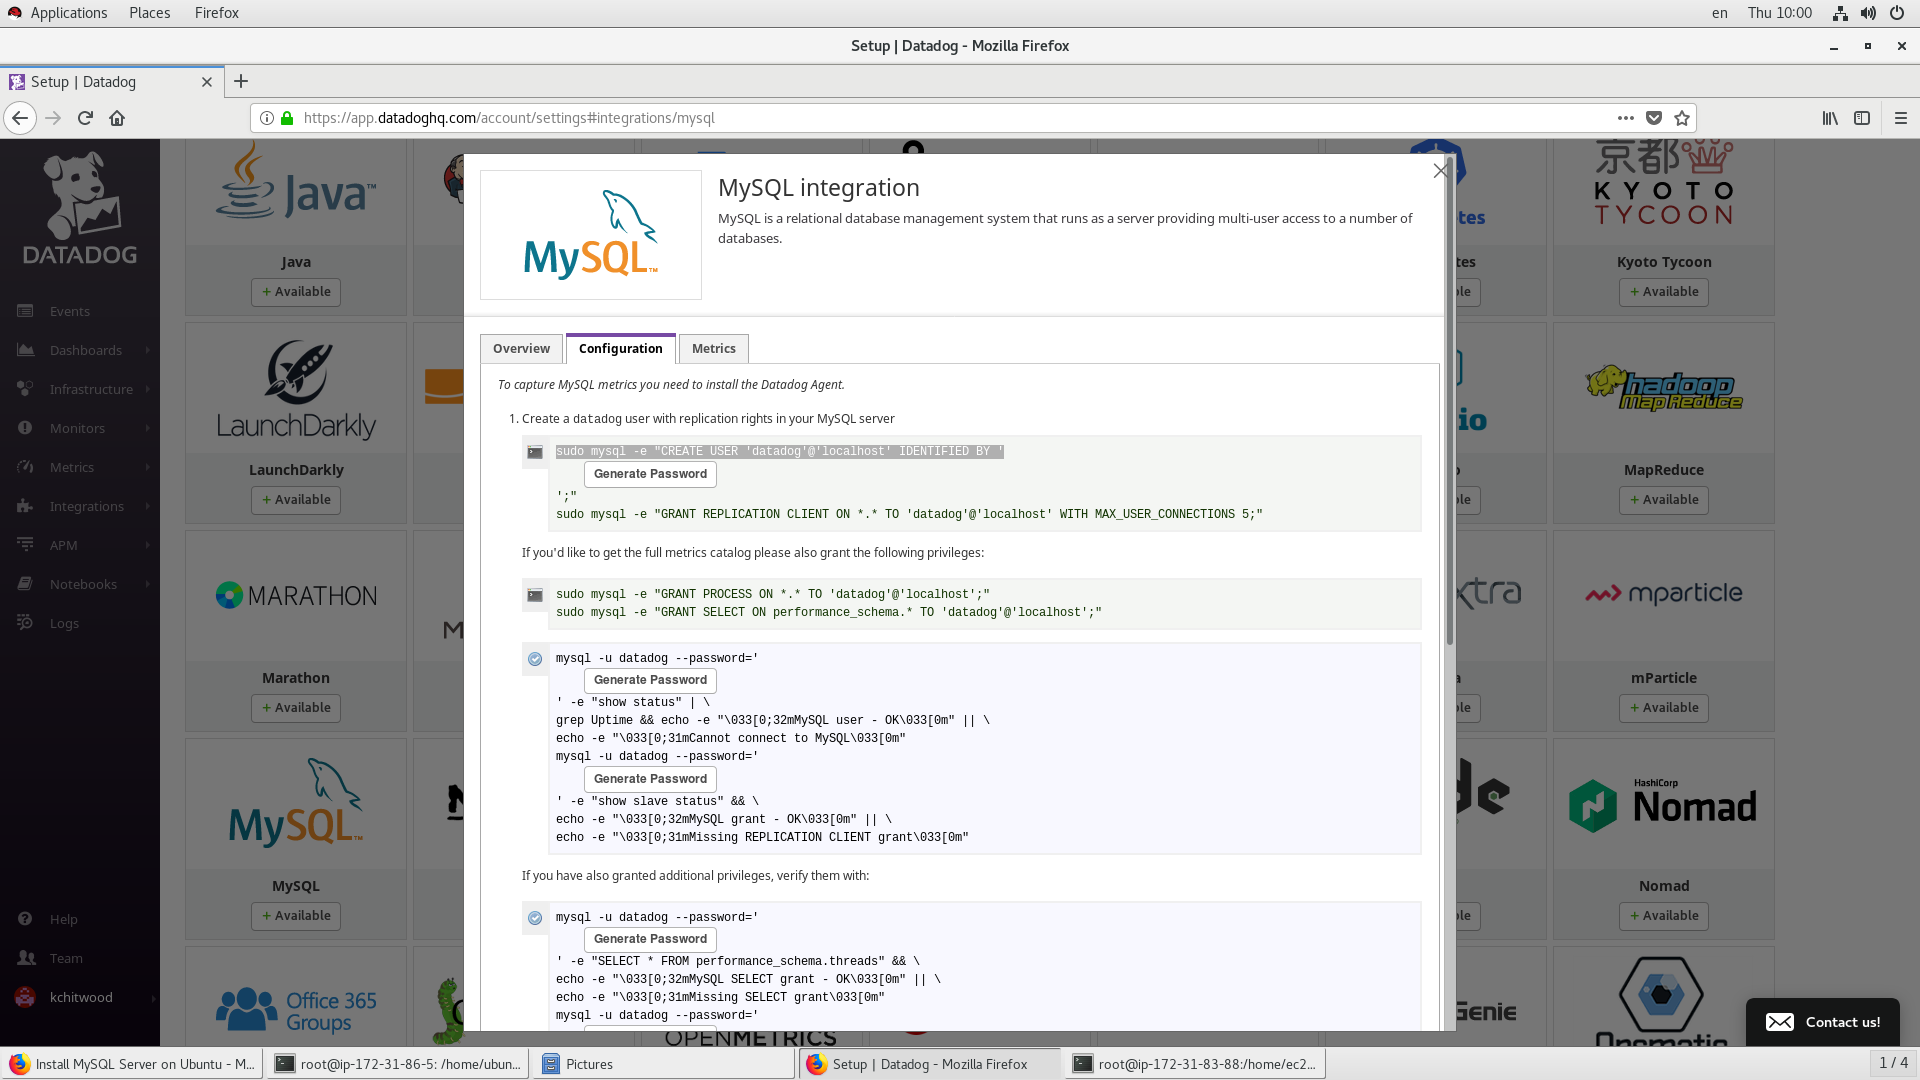 Applications Places Firefox en Thu 10:00
Setup | Datadog - Mozilla Firefox
Setup | Datadog
https://app.datadoghq.com/account/settings#integrations/mysql
DATADOG
Events
Dashboards
Infrastructure
Monitors
Metrics
Integrations
APM
Notebooks
Logs
Help
Team
kchitwood
Java
Java
+ Available
LaunchDarkly
LaunchDarkly
+ Available
MARATHON
Marathon
+ Available
MySQL
MySQL
+ Available
Office 365
Groups
MySQL
MySQL integration
MySQL is a relational database management system that runs as a server providing multi-user access to a number of
databases.
Overview Configuration Metrics
To capture MySQL metrics you need to install the Datadog Agent.
1. Create a datadog user with replication rights in your MySQL server
sudo mysql -e "CREATE USER 'datadog'@'localhost' IDENTIFIED BY '
Generate Password
';"
sudo mysql -e "GRANT REPLICATION CLIENT ON *.* TO 'datadog'@'localhost' WITH MAX_USER_CONNECTIONS 5;"
If you'd like to get the full metrics catalog please also grant the following privileges:
sudo mysql -e "GRANT PROCESS ON *.* TO 'datadog'@'localhost';"
sudo mysql -e "GRANT SELECT ON performance_schema.* TO 'datadog'@'localhost';"
mysql -u datadog --password='
Generate Password
' -e "show status" | \
grep Uptime && echo -e "\033[0;32mMySQL user - OK\033[0m" || \
echo -e "\033[0;31mCannot connect to MySQL\033[0m"
mysql -u datadog --password='
Generate Password
' -e "show slave status" && \
echo -e "\033[0;32mMySQL grant - OK\033[0m" || \
echo -e "\033[0;31mMissing REPLICATION CLIENT grant\033[0m"
If you have also granted additional privileges, verify them with:
mysql -u datadog --password='
Generate Password
' -e "SELECT * FROM performance_schema.threads" && \
echo -e "\033[0;32mMySQL SELECT grant - OK\033[0m" || \
echo -e "\033[0;31mMissing SELECT grant\033[0m"
mysql -u datadog --password='
OPENMETRICS
京都
KYOTO
TYCOON
Kyoto Tycoon
+ Available
hadoop
Map Reduce
MapReduce
+ Available
mparticle
mParticle
+ Available
HashiCorp
Nomad
Nomad
+ Available
Contact us!
Install MySQL Server on Ubuntu - M...
root@ip-172-31-86-5: /home/ubun...
Pictures
Setup | Datadog - Mozilla Firefox
root@ip-172-31-83-88:/home/ec2...
1 / 4